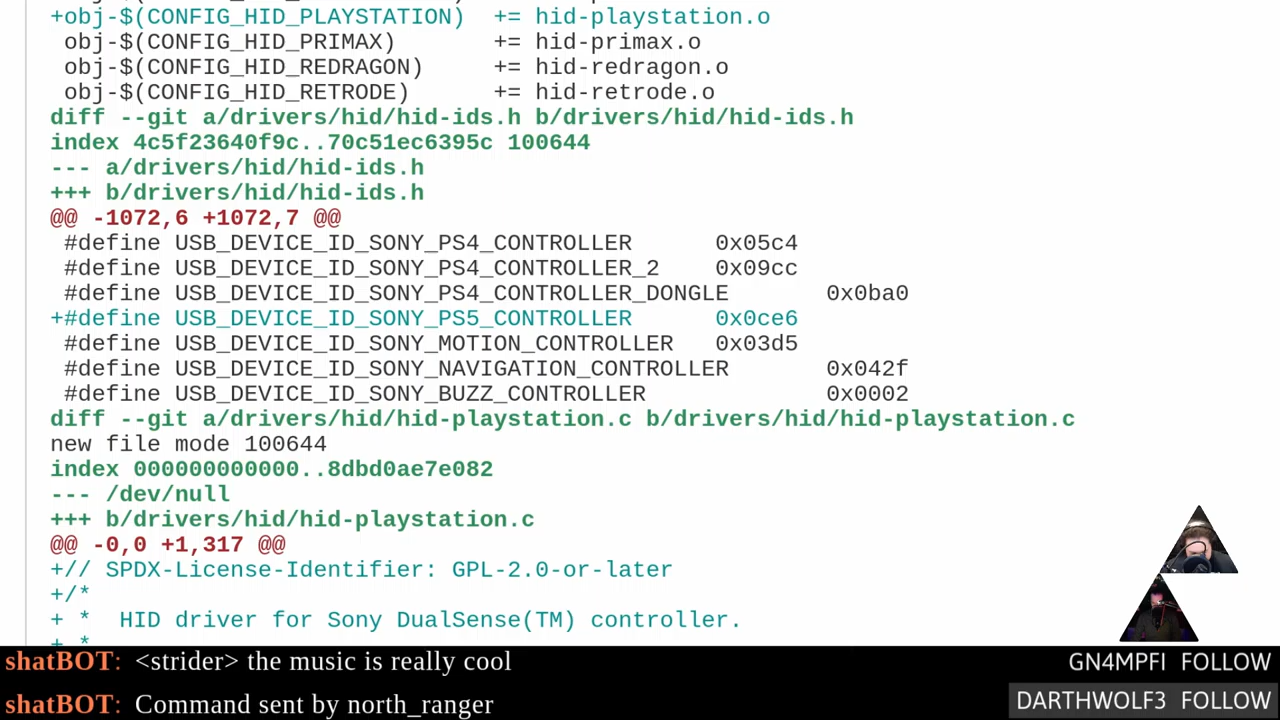 +obj-$(CONFIG_HID_PLAYSTATION)  += hid-playstation.o
 obj-$(CONFIG_HID_PRIMAX)       += hid-primax.o
 obj-$(CONFIG_HID_REDRAGON)     += hid-redragon.o
 obj-$(CONFIG_HID_RETRODE)      += hid-retrode.o
diff --git a/drivers/hid/hid-ids.h b/drivers/hid/hid-ids.h
index 4c5f23640f9c..70c51ec6395c 100644
--- a/drivers/hid/hid-ids.h
+++ b/drivers/hid/hid-ids.h
@@ -1072,6 +1072,7 @@
 #define USB_DEVICE_ID_SONY_PS4_CONTROLLER      0x05c4
 #define USB_DEVICE_ID_SONY_PS4_CONTROLLER_2    0x09cc
 #define USB_DEVICE_ID_SONY_PS4_CONTROLLER_DONGLE       0x0ba0
+#define USB_DEVICE_ID_SONY_PS5_CONTROLLER      0x0ce6
 #define USB_DEVICE_ID_SONY_MOTION_CONTROLLER   0x03d5
 #define USB_DEVICE_ID_SONY_NAVIGATION_CONTROLLER       0x042f
 #define USB_DEVICE_ID_SONY_BUZZ_CONTROLLER             0x0002
diff --git a/drivers/hid/hid-playstation.c b/drivers/hid/hid-playstation.c
new file mode 100644
index 000000000000..8dbd0ae7e082
--- /dev/null
+++ b/drivers/hid/hid-playstation.c
@@ -0,0 +1,317 @@
+// SPDX-License-Identifier: GPL-2.0-or-later
+/*
+ *  HID driver for Sony DualSense(TM) controller.
+ *
shatBOT: <strider> the music is really cool
GN4MPFI FOLLOW
shatBOT: Command sent by north_ranger
DARTHWOLF3 FOLLOW